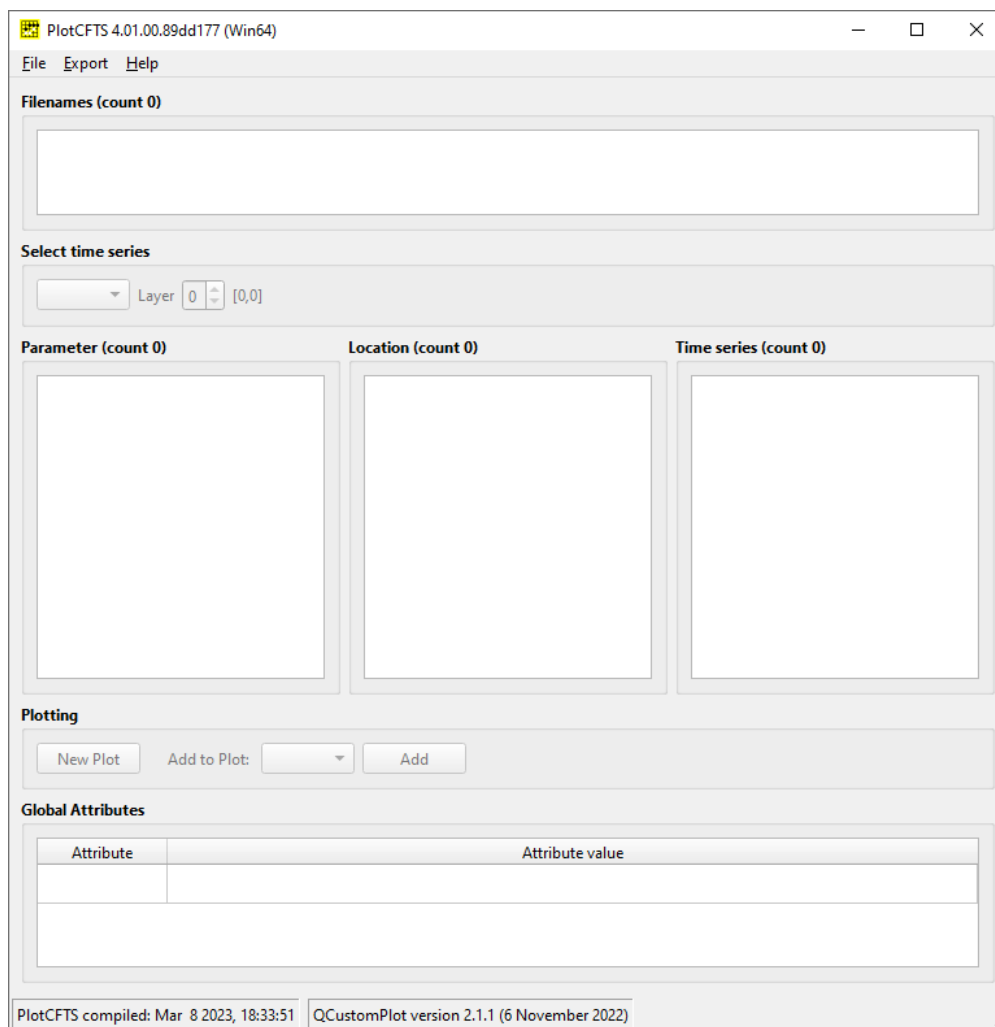 PlotCFTS 4.01.00.89dd177 (Win64)
File Export Help
Filenames (count 0)
Select time series
Layer 0 [0,0]
Parameter (count 0) Location (count 0) Time series (count 0)
Plotting
New Plot Add to Plot: Add
Global Attributes
Attribute Attribute value
PlotCFTS compiled: Mar 8 2023, 18:33:51 QCustomPlot version 2.1.1 (6 November 2022)